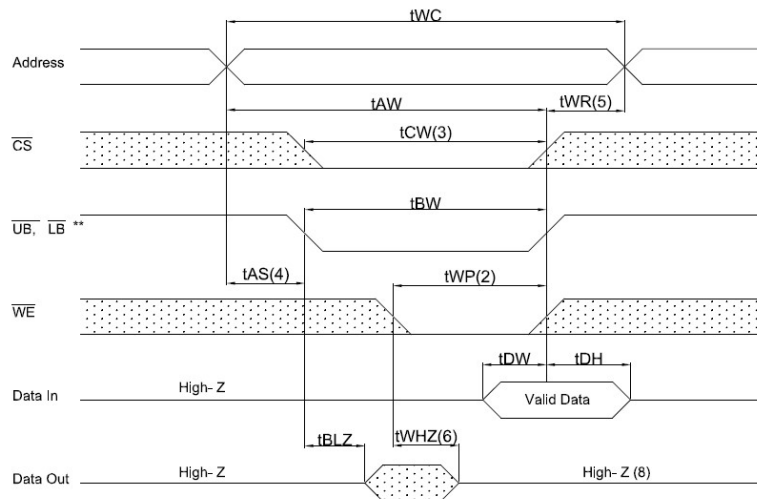 tWC
Address
tAW
tWR(5)
CS
tCW(3)
UB, LB **
tBW
tAS(4)
tWP(2)
WE
tDW
tDH
Data In
High- Z
Valid Data
tBLZ
tWHZ(6)
Data Out
High- Z
High- Z (8)